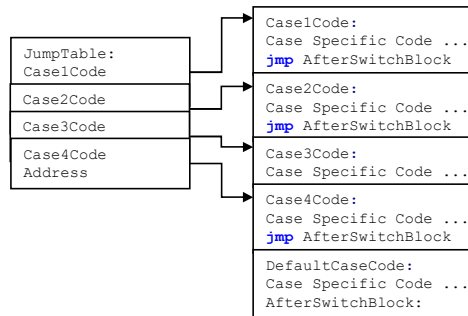 JumpTable:
Case1Code
Case2Code
Case3Code
Case4Code
Address
Case1Code:
Case Specific Code ...
jmp AfterSwitchBlock
Case2Code:
Case Specific Code ...
jmp AfterSwitchBlock
Case3Code:
Case Specific Code ...
Case4Code:
Case Specific Code ...
jmp AfterSwitchBlock
DefaultCaseCode:
Case Specific Code ...
AfterSwitchBlock: